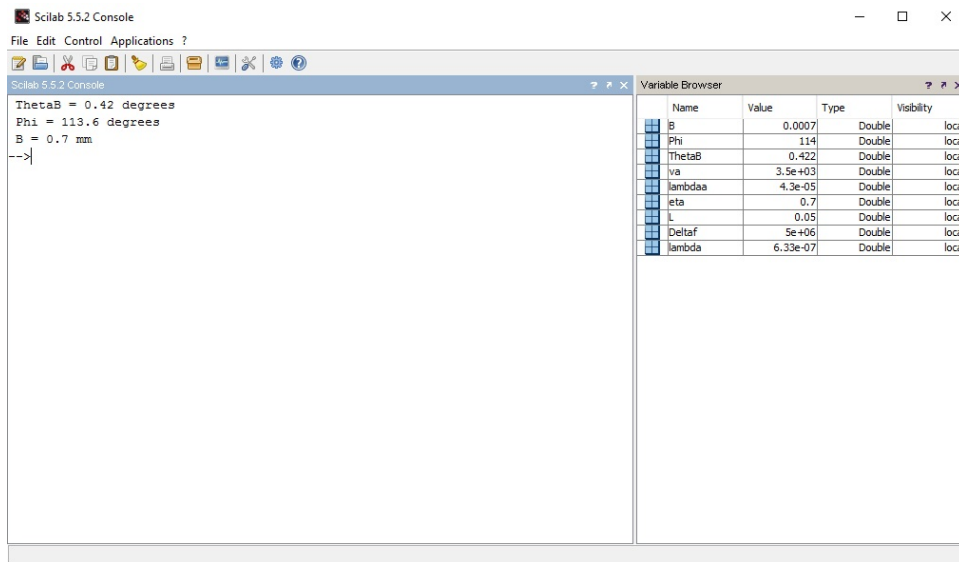 Scilab 5.5.2 Console
File Edit Control Applications ?
Scilab 5.5.2 Console ? ↗ X
ThetaB = 0.42 degrees
Phi = 113.6 degrees
B = 0.7 mm
-->
Variable Browser ? ↗ X
Name Value Type Visibility
B 0.0007 Double loca
Phi 114 Double loca
ThetaB 0.422 Double loca
va 3.5e+03 Double loca
lambdaa 4.3e-05 Double loca
eta 0.7 Double loca
L 0.05 Double loca
Deltaf 5e+06 Double loca
lambda 6.33e-07 Double loca